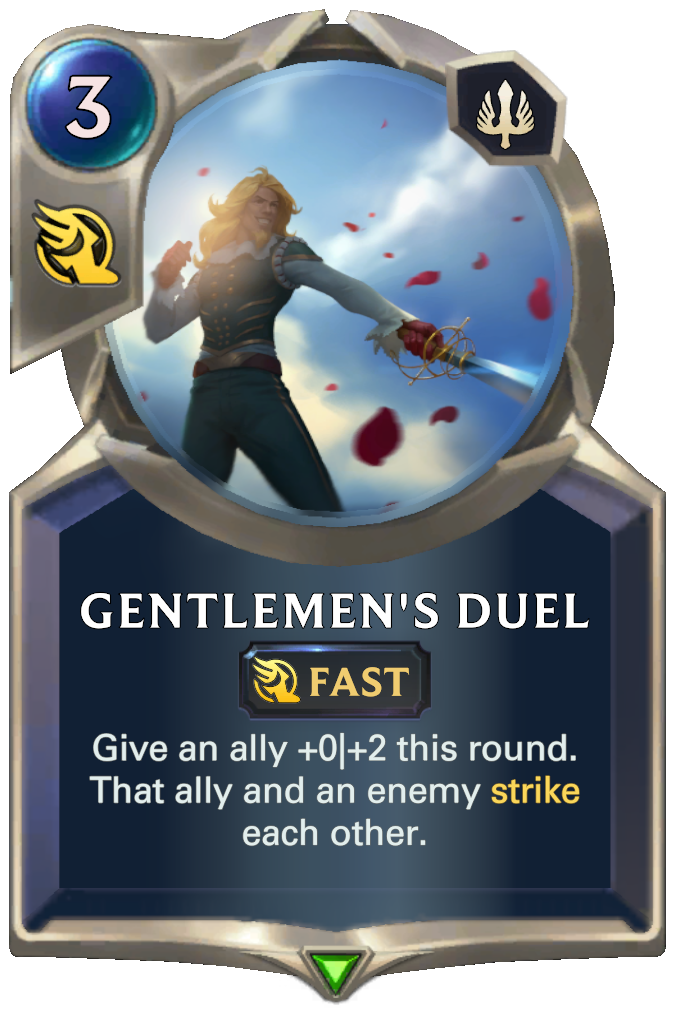 3
GENTLEMEN'S DUEL
FAST
Give an ally +0|+2 this round.
That ally and an enemy strike
each other.